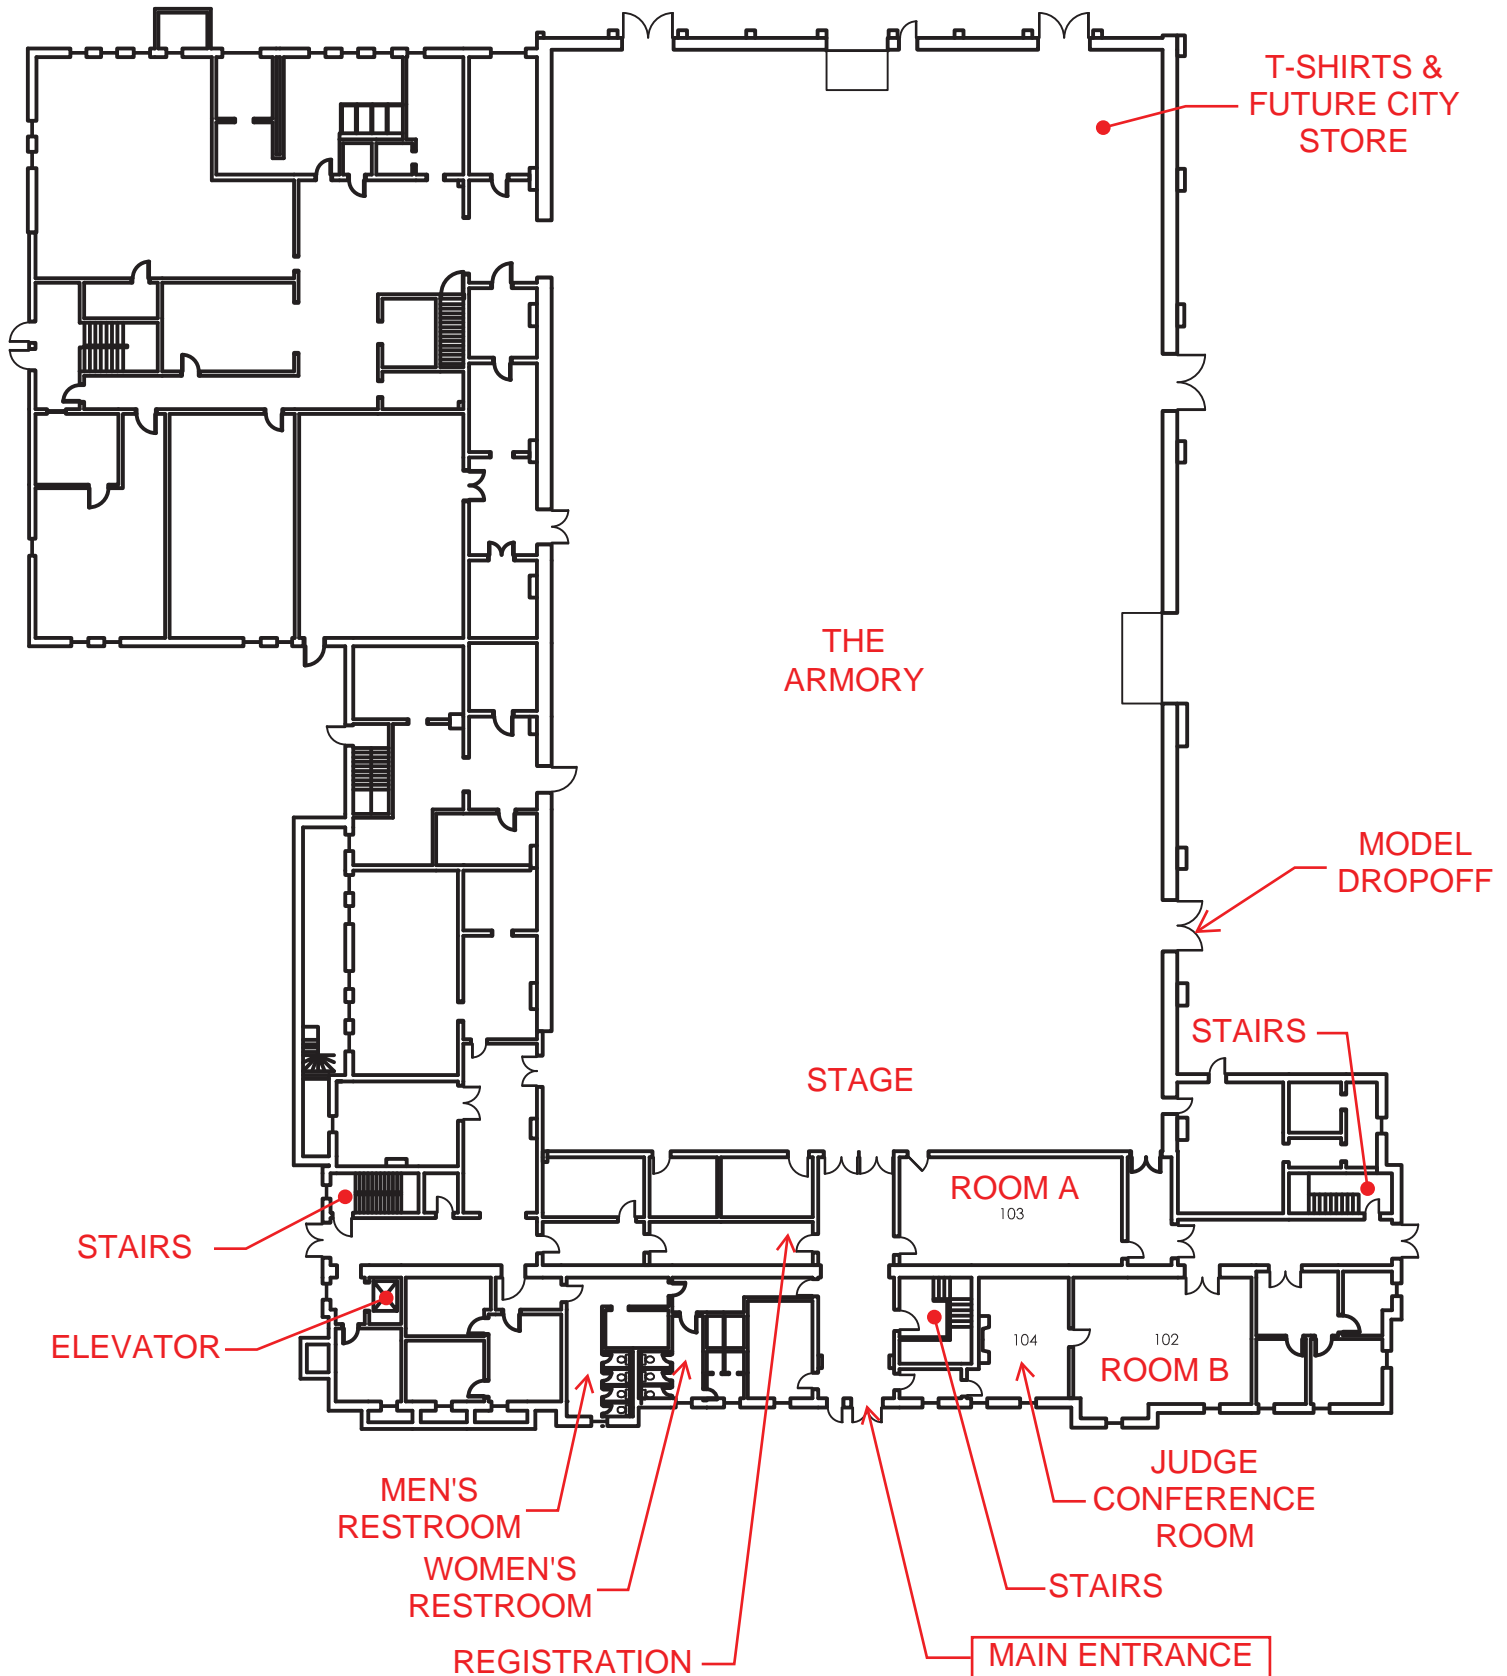 T-SHIRTS &
FUTURE CITY
STORE
THE
ARMORY
MODEL
DROPOFF
STAIRS
STAGE
ROOM A
103
STAIRS
ELEVATOR
104
102
ROOM B
MEN'S
RESTROOM
WOMEN'S
RESTROOM
REGISTRATION
JUDGE
CONFERENCE
ROOM
STAIRS
MAIN ENTRANCE